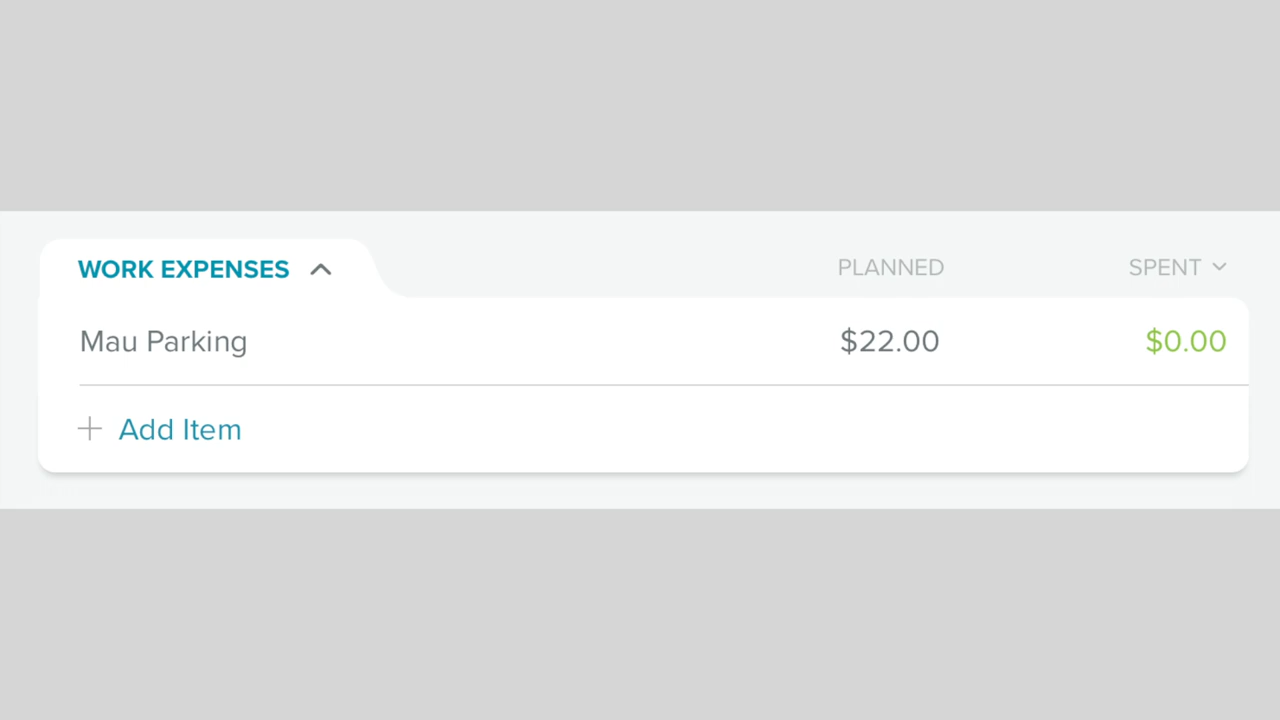 WORK EXPENSES PLANNED SPENT
Mau Parking $22.00 $0.00
+ Add Item